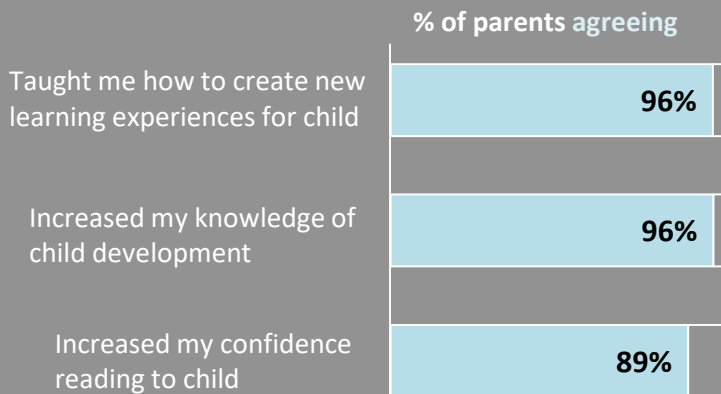 % of parents agreeing
Taught me how to create new
learning experiences for child
96%
Increased my knowledge of
child development
96%
Increased my confidence
reading to child
89%